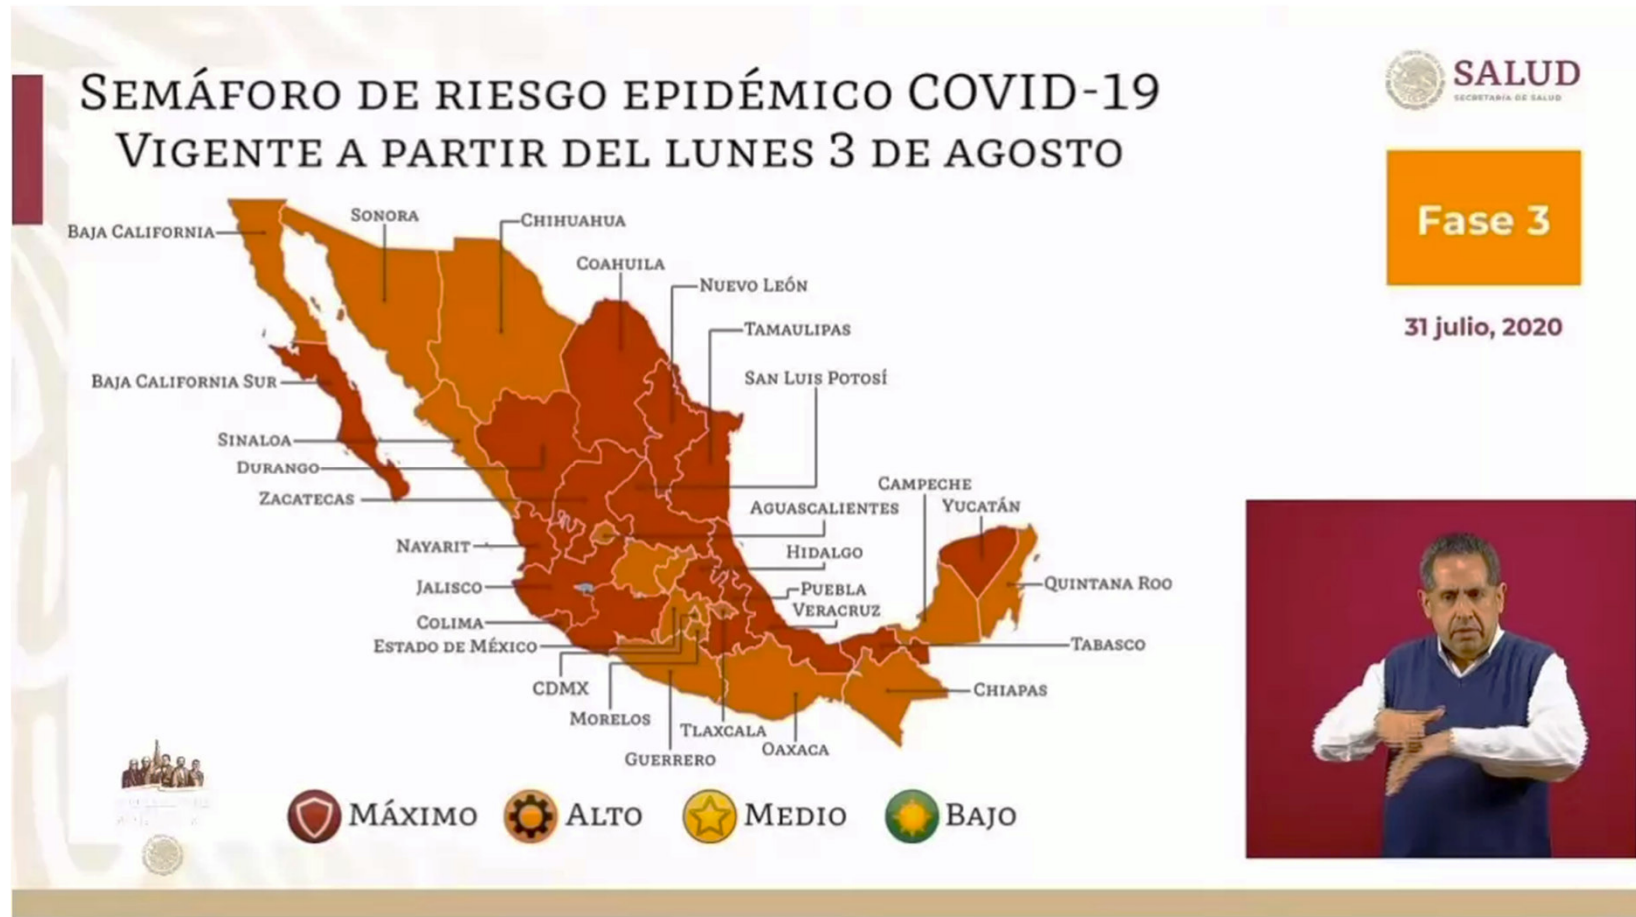 SEMÁFORO DE RIESGO EPIDÉMICO COVID-19
VIGENTE A PARTIR DEL LUNES 3 DE AGOSTO
SALUD
SECRETARÍA DE SALUD
Fase 3
31 julio, 2020
BAJA CALIFORNIA
SONORA
CHIHUAHUA
COAHUILA
NUEVO LEÓN
TAMAULIPAS
SAN LUIS POTOSÍ
BAJA CALIFORNIA SUR
SINALOA
DURANGO
ZACATECAS
AGUASCALIENTES
CAMPECHE
YUCATÁN
NAYARIT
HIDALGO
JALISCO
PUEBLA
QUINTANA ROO
COLIMA
VERACRUZ
ESTADO DE MÉXICO
TABASCO
CDMX
CHIAPAS
MORELOS
TLAXCALA
OAXACA
GUERRERO
MÁXIMO
ALTO
MEDIO
BAJO